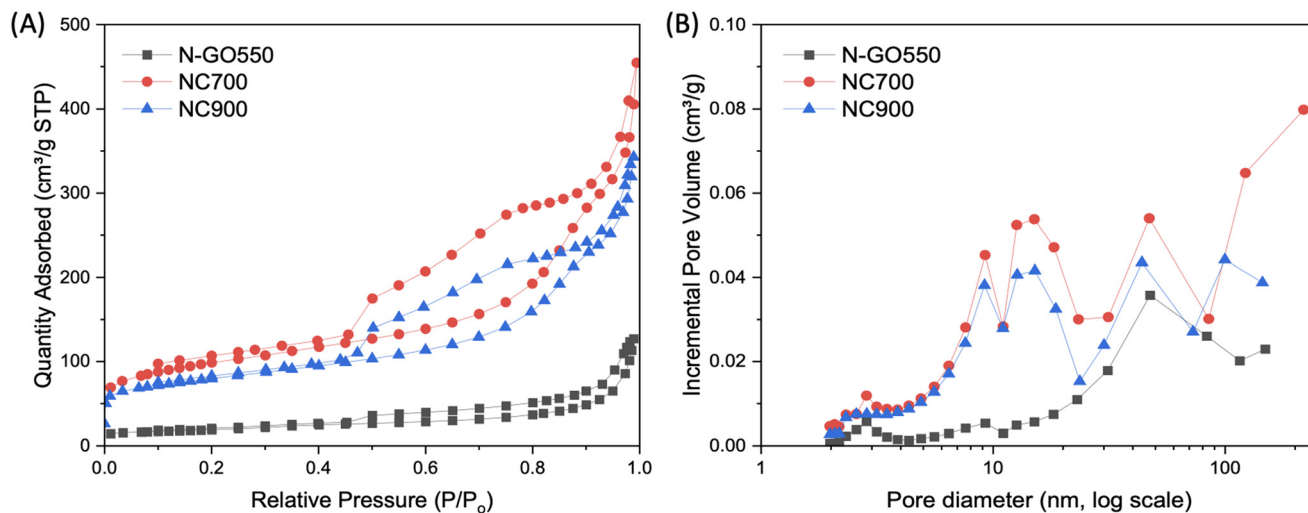 (A)
500
400
300
200
100
0
Quantity Adsorbed (cm³/g STP)
N-GO550
NC700
NC900
0.0 0.2 0.4 0.6 0.8 1.0
Relative Pressure (P/Pₒ)
(B)
0.10
0.08
0.06
0.04
0.02
0.00
Incremental Pore Volume (cm³/g)
N-GO550
NC700
NC900
1 10 100
Pore diameter (nm, log scale)